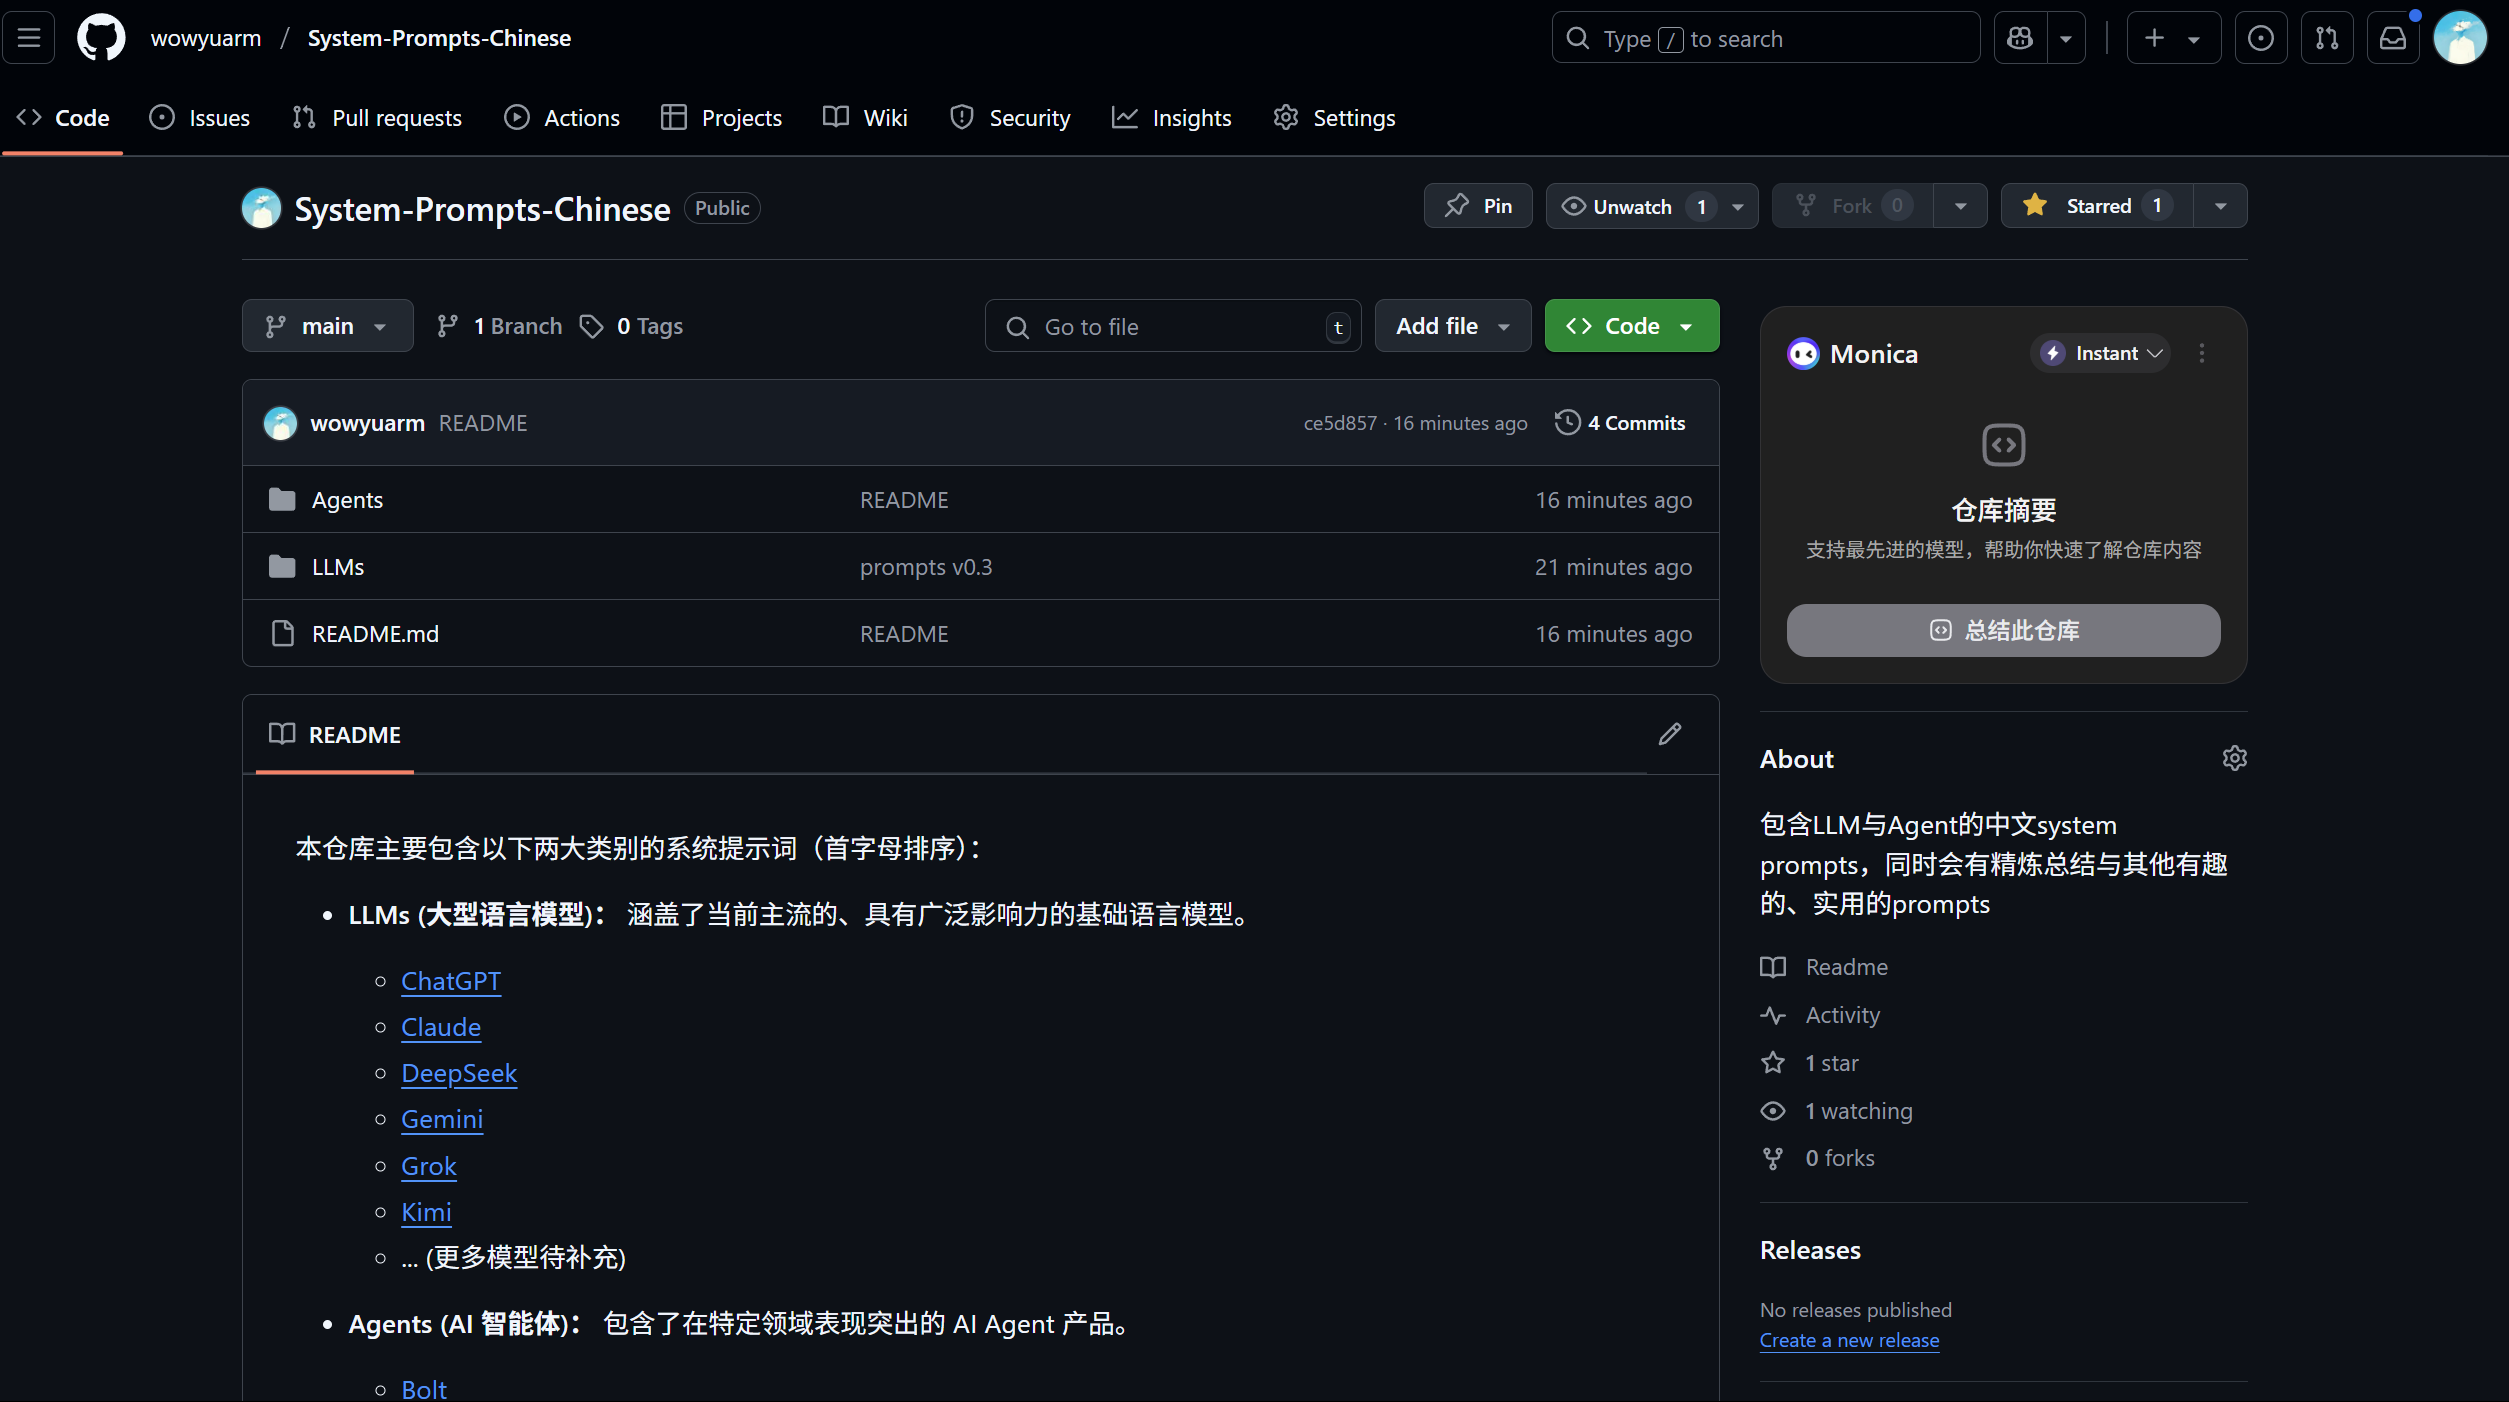 wowyuarm / System-Prompts-Chinese
Type / to search
Code Issues Pull requests Actions Projects Wiki Security Insights Settings
System-Prompts-Chinese Public
Pin Unwatch 1 Fork 0 Starred 1
main 1 Branch 0 Tags
Go to file t Add file Code
wowyuarm README ce5d857 · 16 minutes ago 4 Commits
Agents README 16 minutes ago
LLMs prompts v0.3 21 minutes ago
README.md README 16 minutes ago
README
本仓库主要包含以下两大类别的系统提示词（首字母排序）：
LLMs (大型语言模型)： 涵盖了当前主流的、具有广泛影响力的基础语言模型。
ChatGPT
Claude
DeepSeek
Gemini
Grok
Kimi
... (更多模型待补充)
Agents (AI 智能体)： 包含了在特定领域表现突出的 AI Agent 产品。
Bolt
Monica Instant
仓库摘要
支持最先进的模型，帮助你快速了解仓库内容
总结此仓库
About
包含LLM与Agent的中文system
prompts，同时会有精炼总结与其他有趣
的、实用的prompts
Readme
Activity
1 star
1 watching
0 forks
Releases
No releases published
Create a new release